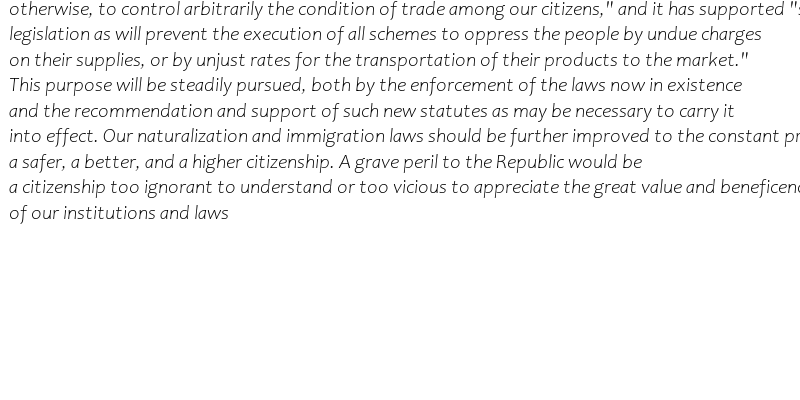 otherwise, to control arbitrarily the condition of trade among our citizens," and it has supported
legislation as will prevent the execution of all schemes to oppress the people by undue charges
on their supplies, or by unjust rates for the transportation of their products to the market."
This purpose will be steadily pursued, both by the enforcement of the laws now in existence
and the recommendation and support of such new statutes as may be necessary to carry it
into effect. Our naturalization and immigration laws should be further improved to the constant
a safer, a better, and a higher citizenship. A grave peril to the Republic would be
a citizenship too ignorant to understand or too vicious to appreciate the great value and
of our institutions and laws